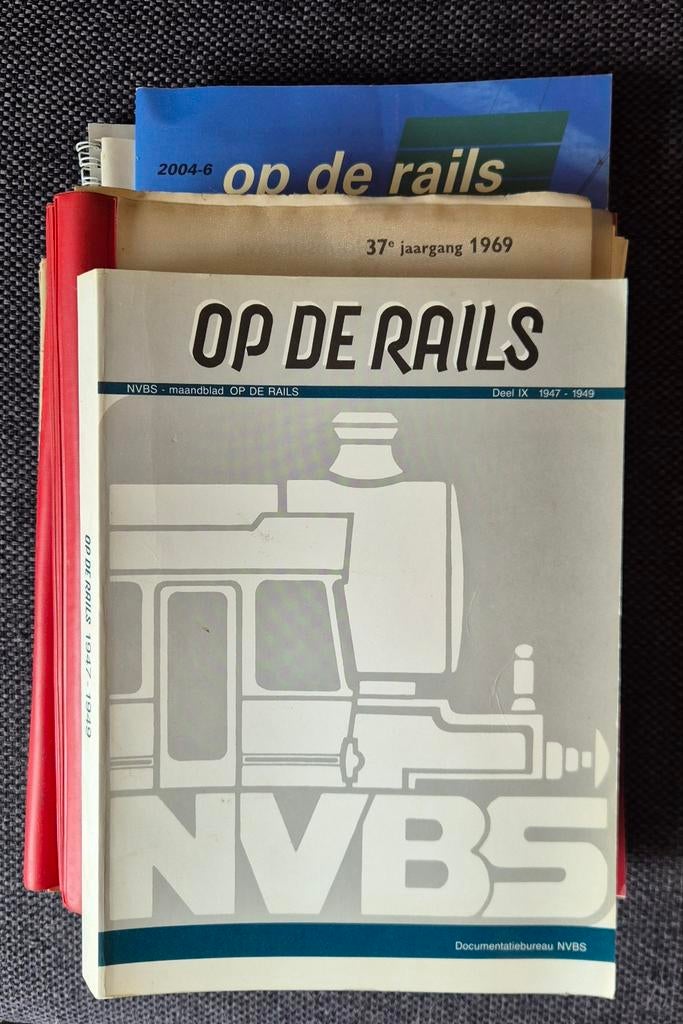 2004-6 op de rails
37e jaargang 1969
OP DE RAILS
NVBS - maandblad OP DE RAILS Deel IX 1947 - 1949
OP DE RAILS 1947 - 1949
NVBS
Documentatiebureau NVBS